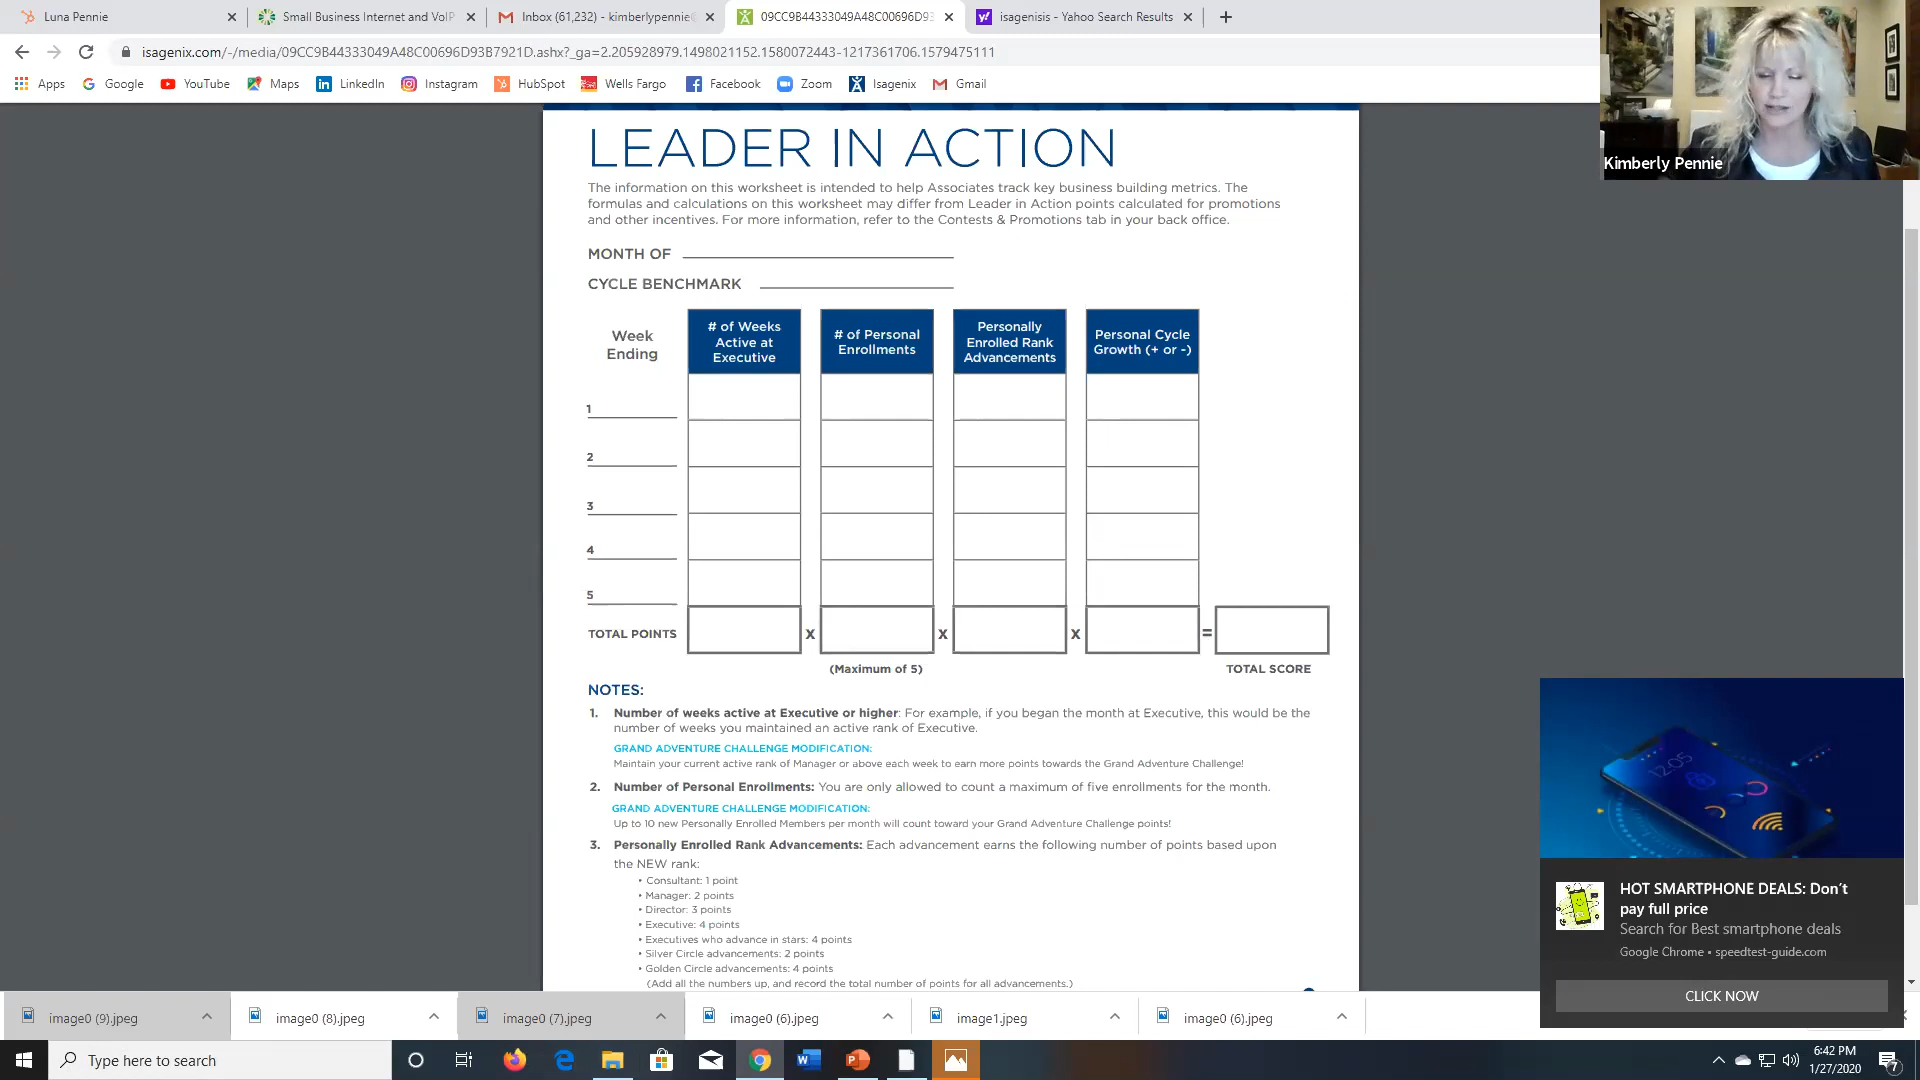 Luna Pennie
Small Business Internet and VoIP
Inbox (61,232) - kimberlypennie@
09CC9B44333049A48C00696D93
isagenisis - Yahoo Search Results
isagenix.com/-/media/09CC9B44333049A48C00696D93B7921D.ashx?_ga=2.205928979.1498021152.1580072443-1217361706.1579475111
Apps Google YouTube Maps LinkedIn Instagram HubSpot Wells Fargo Facebook Zoom Isagenix Gmail
Kimberly Pennie
LEADER IN ACTION
The information on this worksheet is intended to help Associates track key business building metrics. The
formulas and calculations on this worksheet may differ from Leader in Action points calculated for promotions
and other incentives. For more information, refer to the Contests & Promotions tab in your back office.
MONTH OF
CYCLE BENCHMARK
Week
Ending
# of Weeks
Active at
Executive
# of Personal
Enrollments
Personally
Enrolled Rank
Advancements
Personal Cycle
Growth (+ or -)
1
2
3
4
5
TOTAL POINTS x x x =
(Maximum of 5)
TOTAL SCORE
NOTES:
1. Number of weeks active at Executive or higher: For example, if you began the month at Executive, this would be the
number of weeks you maintained an active rank of Executive.
GRAND ADVENTURE CHALLENGE MODIFICATION:
Maintain your current active rank of Manager or above each week to earn more points towards the Grand Adventure Challenge!
2. Number of Personal Enrollments: You are only allowed to count a maximum of five enrollments for the month.
GRAND ADVENTURE CHALLENGE MODIFICATION:
Up to 10 new Personally Enrolled Members per month will count toward your Grand Adventure Challenge points!
3. Personally Enrolled Rank Advancements: Each advancement earns the following number of points based upon
the NEW rank:
• Consultant: 1 point
• Manager: 2 points
• Director: 3 points
• Executive: 4 points
• Executives who advance in stars: 4 points
• Silver Circle advancements: 2 points
• Golden Circle advancements: 4 points
(Add all the numbers up, and record the total number of points for all advancements.)
12:05
HOT SMARTPHONE DEALS: Don´t
pay full price
Search for Best smartphone deals
Google Chrome • speedtest-guide.com
CLICK NOW
image0 (9).jpeg
image0 (8).jpeg
image0 (7).jpeg
image0 (6).jpeg
image1.jpeg
image0 (6).jpeg
Type here to search
6:42 PM
1/27/2020
7